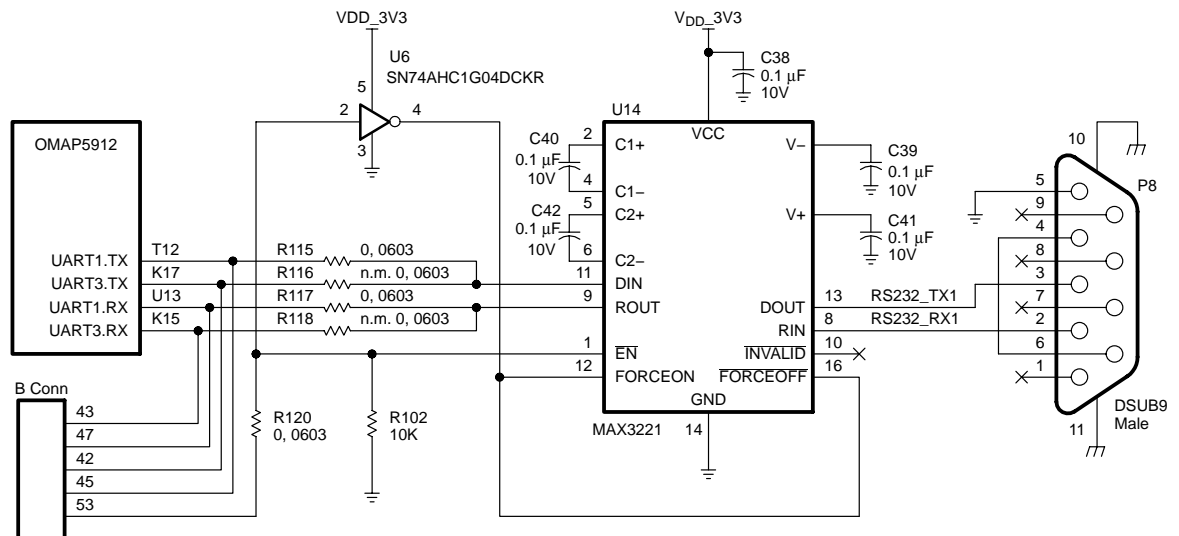 VDD_3V3
VDD_3V3
U6
SN74AHC1G04DCKR
C38
0.1 μF
10V
5
2
4
3
U14
VCC
OMAP5912
C40
0.1 μF
10V
2
C1+
V−
C39
0.1 μF
10V
10
P8
4
C1−
C42
0.1 μF
10V
5
C2+
V+
C41
0.1 μF
10V
6
C2−
UART1.TX
T12
R115
0, 0603
UART3.TX
K17
R116
n.m. 0, 0603
11
DIN
UART1.RX
U13
R117
0, 0603
9
ROUT
DOUT
13
RS232_TX1
UART3.RX
K15
R118
n.m. 0, 0603
RIN
8
RS232_RX1
1
EN
INVALID
10
12
FORCEON
FORCEOFF
16
GND
MAX3221
14
5
9
4
8
3
7
2
6
1
11
DSUB9
Male
B Conn
43
47
42
45
53
R120
0, 0603
R102
10K